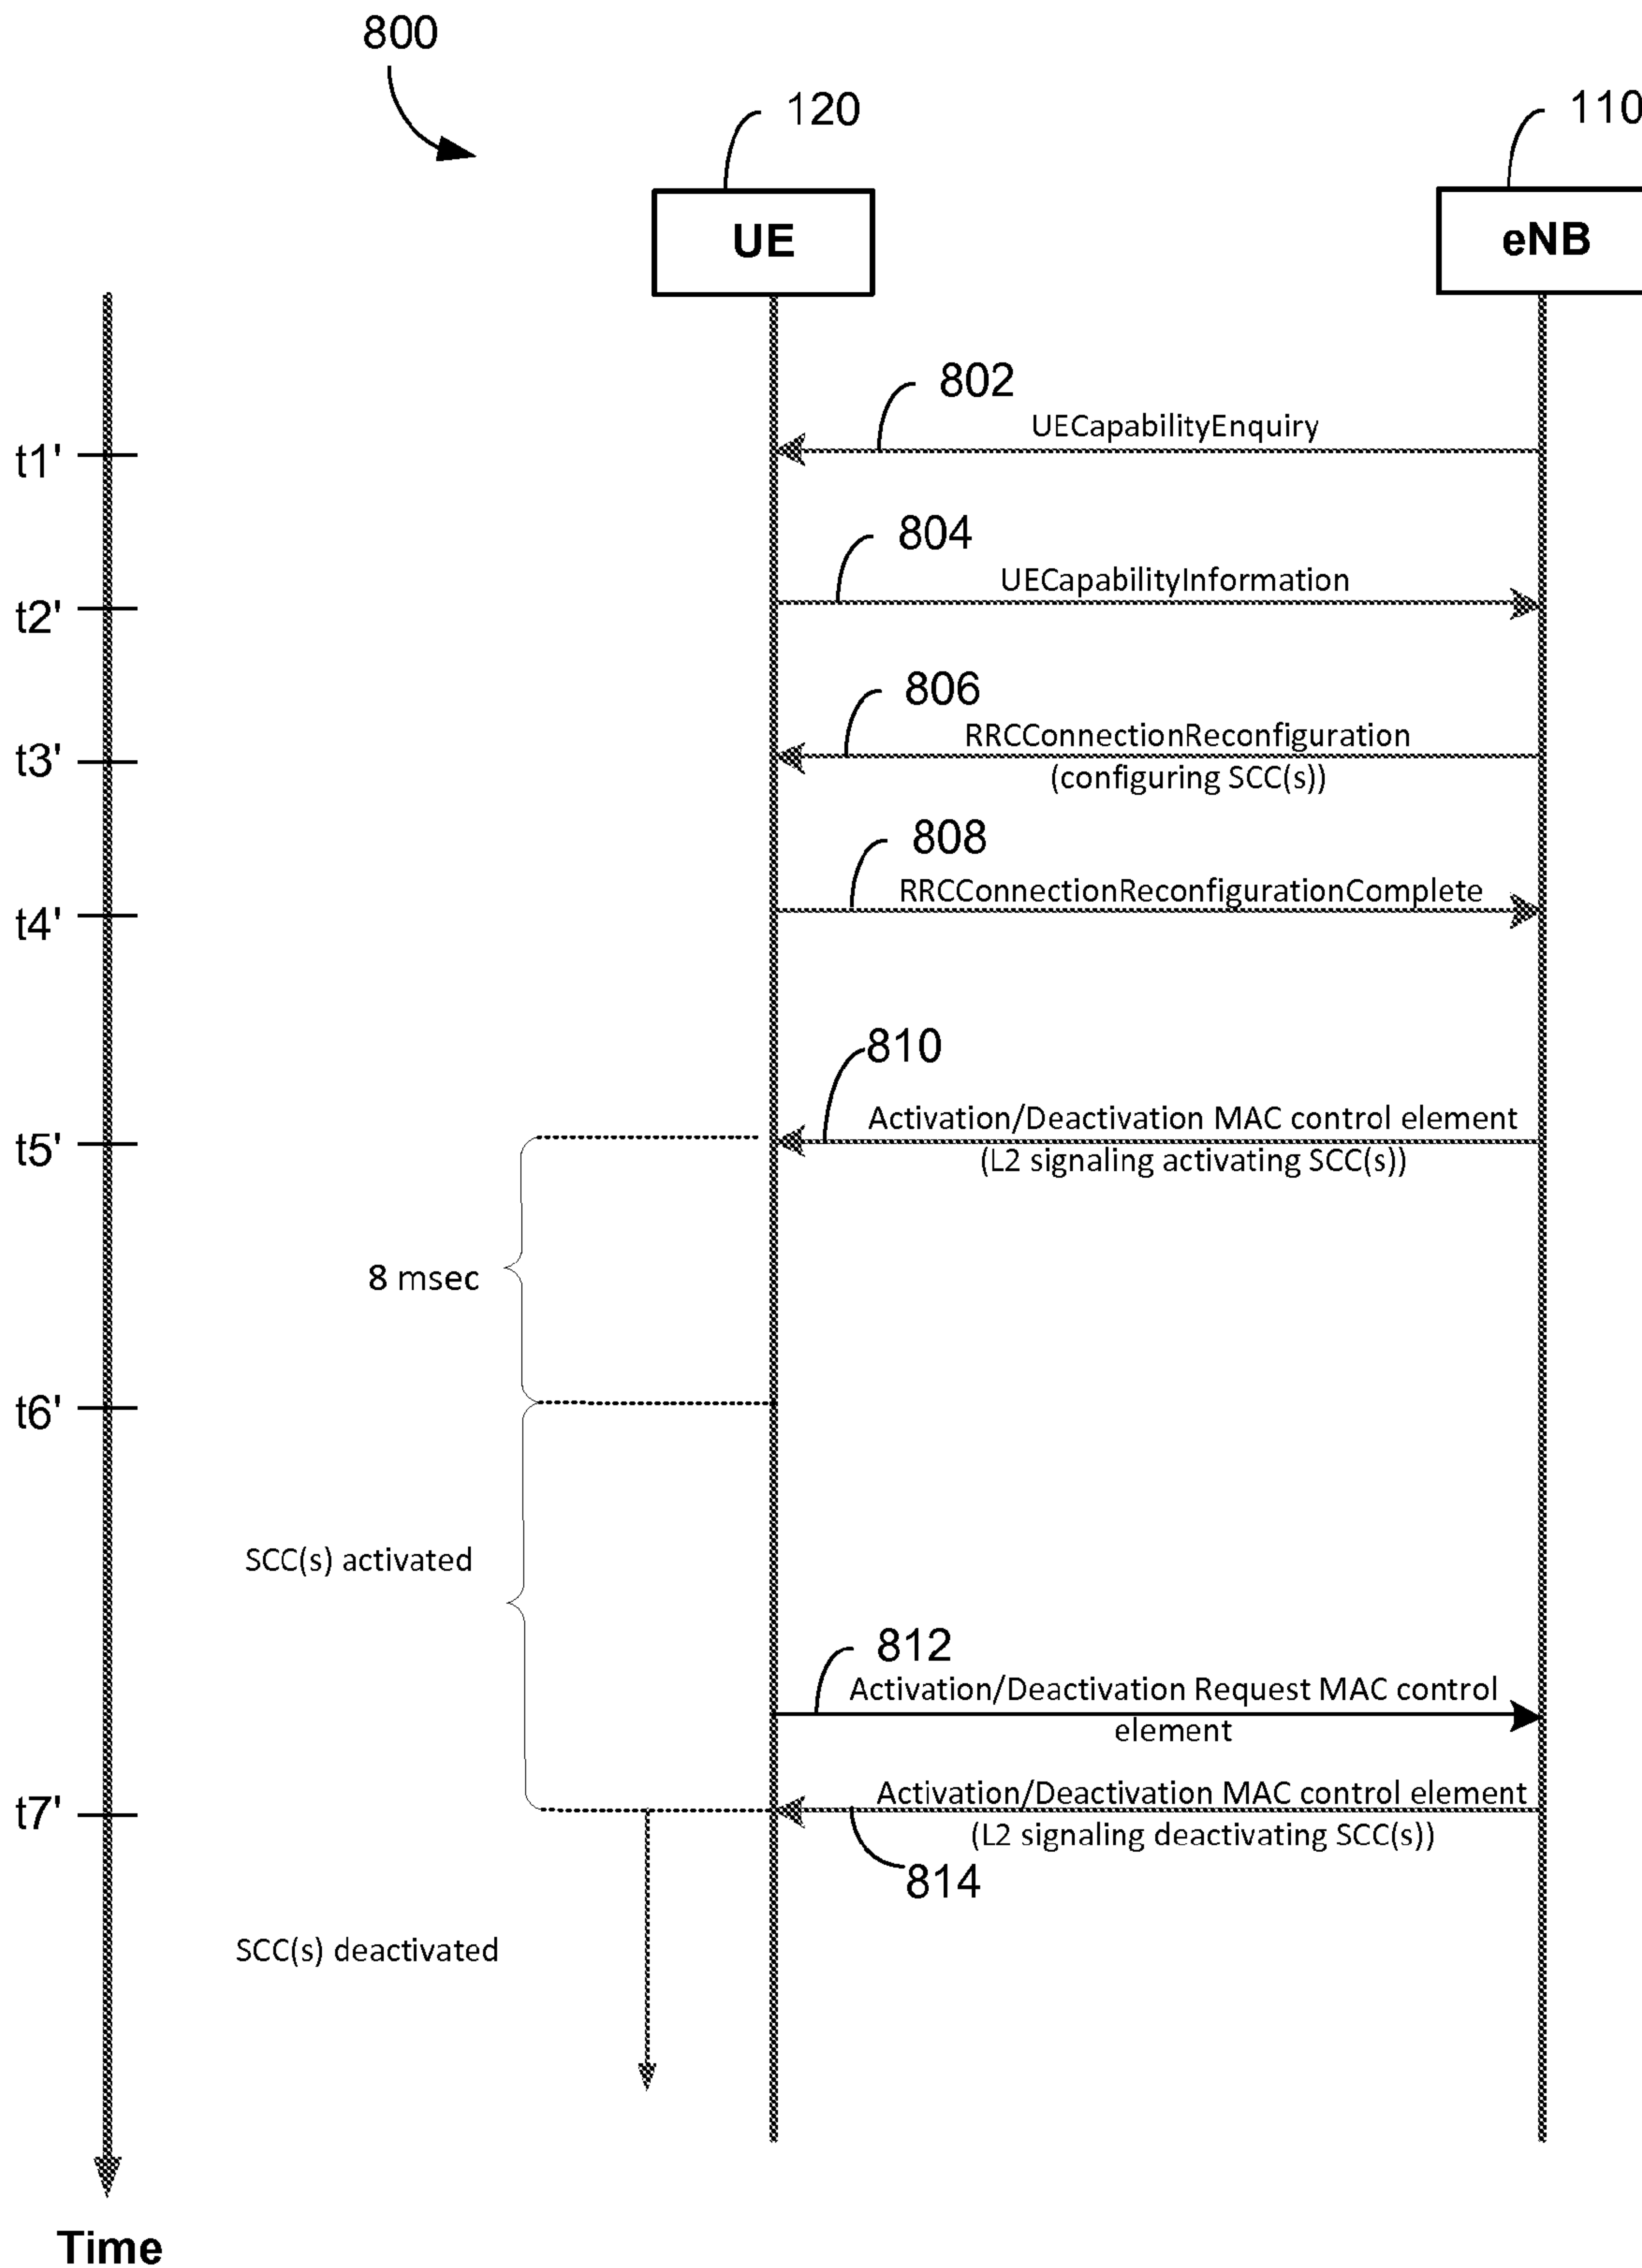 800
120
110
UE
eNB
802
UECapabilityEnquiry
t1'
804
UECapabilityInformation
t2'
806
RRCConnectionReconfiguration
t3'
(configuring SCC(s))
808
RRCConnectionReconfigurationComplete
t4'
810
Activation/Deactivation MAC control element
t5'
(L2 signaling activating SCC(s))
8 msec
t6'
SCC(s) activated
812
Activation/Deactivation Request MAC control
element
Activation/Deactivation MAC control element
t7'
(L2 signaling deactivating SCC(s))
814
SCC(s) deactivated
Time